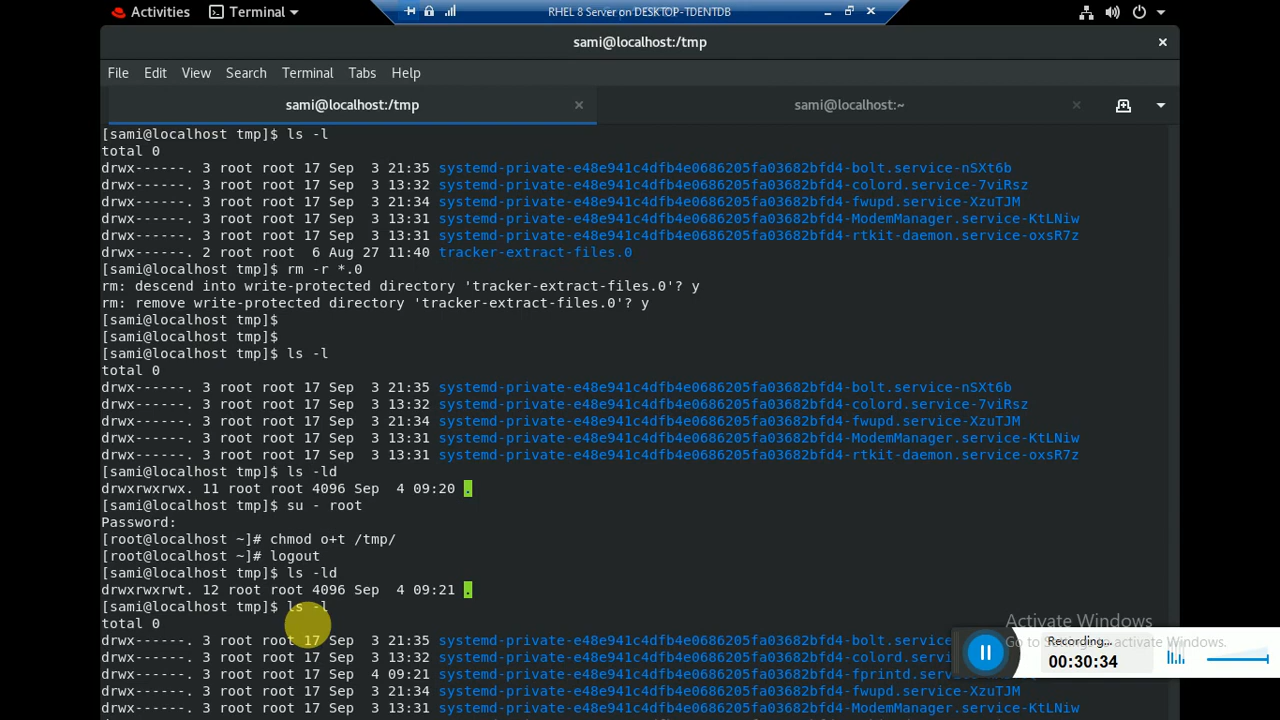 Activities Terminal RHEL 8 Server on DESKTOP-TDENTDB
sami@localhost:/tmp
File Edit View Search Terminal Tabs Help
sami@localhost:/tmp sami@localhost:~
[sami@localhost tmp]$ ls -l
total 0
drwx------. 3 root root 17 Sep  3 21:35 systemd-private-e48e941c4dfb4e0686205fa03682bfd4-bolt.service-nSXt6b
drwx------. 3 root root 17 Sep  3 13:32 systemd-private-e48e941c4dfb4e0686205fa03682bfd4-colord.service-7viRsz
drwx------. 3 root root 17 Sep  3 21:34 systemd-private-e48e941c4dfb4e0686205fa03682bfd4-fwupd.service-XzuTJM
drwx------. 3 root root 17 Sep  3 13:31 systemd-private-e48e941c4dfb4e0686205fa03682bfd4-ModemManager.service-KtLNiw
drwx------. 3 root root 17 Sep  3 13:31 systemd-private-e48e941c4dfb4e0686205fa03682bfd4-rtkit-daemon.service-oxsR7z
drwx------. 2 root root  6 Aug 27 11:40 tracker-extract-files.0
[sami@localhost tmp]$ rm -r *.0
rm: descend into write-protected directory 'tracker-extract-files.0'? y
rm: remove write-protected directory 'tracker-extract-files.0'? y
[sami@localhost tmp]$
[sami@localhost tmp]$
[sami@localhost tmp]$ ls -l
total 0
drwx------. 3 root root 17 Sep  3 21:35 systemd-private-e48e941c4dfb4e0686205fa03682bfd4-bolt.service-nSXt6b
drwx------. 3 root root 17 Sep  3 13:32 systemd-private-e48e941c4dfb4e0686205fa03682bfd4-colord.service-7viRsz
drwx------. 3 root root 17 Sep  3 21:34 systemd-private-e48e941c4dfb4e0686205fa03682bfd4-fwupd.service-XzuTJM
drwx------. 3 root root 17 Sep  3 13:31 systemd-private-e48e941c4dfb4e0686205fa03682bfd4-ModemManager.service-KtLNiw
drwx------. 3 root root 17 Sep  3 13:31 systemd-private-e48e941c4dfb4e0686205fa03682bfd4-rtkit-daemon.service-oxsR7z
[sami@localhost tmp]$ ls -ld
drwxrwxrwx. 11 root root 4096 Sep  4 09:20 .
[sami@localhost tmp]$ su - root
Password:
[root@localhost ~]# chmod o+t /tmp/
[root@localhost ~]# logout
[sami@localhost tmp]$ ls -ld
drwxrwxrwt. 12 root root 4096 Sep  4 09:21 .
[sami@localhost tmp]$ ls -l
total 0
drwx------. 3 root root 17 Sep  3 21:35 systemd-private-e48e941c4dfb4e0686205fa03682bfd4-bolt.se
drwx------. 3 root root 17 Sep  3 13:32 systemd-private-e48e941c4dfb4e0686205fa03682bfd4-colord.
drwx------. 3 root root 17 Sep  4 09:21 systemd-private-e48e941c4dfb4e0686205fa03682bfd4-fprintd
drwx------. 3 root root 17 Sep  3 21:34 systemd-private-e48e941c4dfb4e0686205fa03682bfd4-fwupd.service-XzuTJM
drwx------. 3 root root 17 Sep  3 13:31 systemd-private-e48e941c4dfb4e0686205fa03682bfd4-ModemManager.service-KtLNiw
Activate Windows
activate Windows.
Recording...
00:30:34